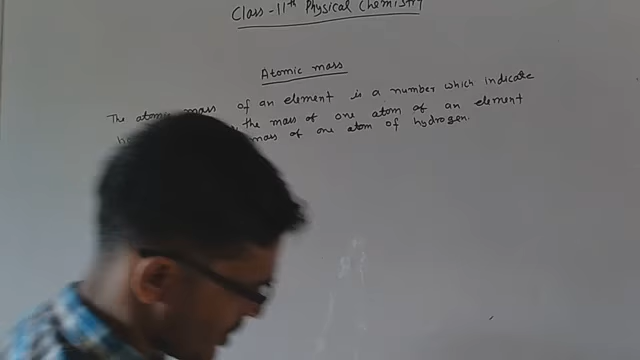 Class - 11th Physical Chemistry
Atomic mass
The atomic mass of an element is a number which indicate
the mass of one atom of an element
mass of one atom of hydrogen.